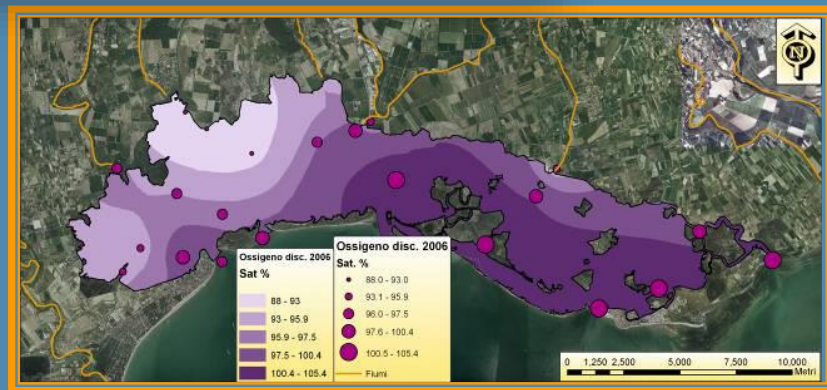 N
Ossigeno disc. 2006
Sat %
88 - 93
93 - 95.9
95.9 - 97.5
97.5 - 100.4
100.4 - 105.4
Ossigeno disc. 2006
Sat. %
88.0 - 93.0
93.1 - 95.9
96.0 - 97.5
97.6 - 100.4
100.5 - 105.4
Fiumi
0 1,250 2,500 5,000 7,500 10,000
Metri